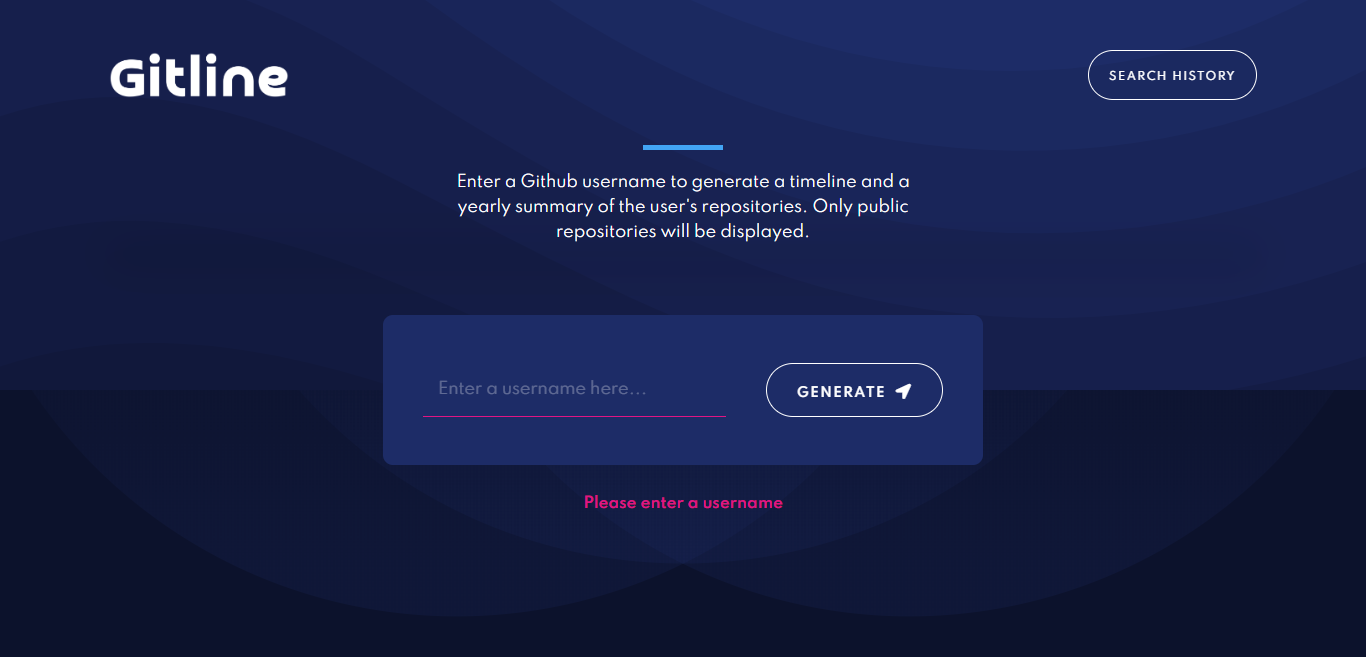 Gitline
SEARCH HISTORY
Enter a Github username to generate a timeline and a
yearly summary of the user's repositories. Only public
repositories will be displayed.
Enter a username here...
GENERATE
Please enter a username